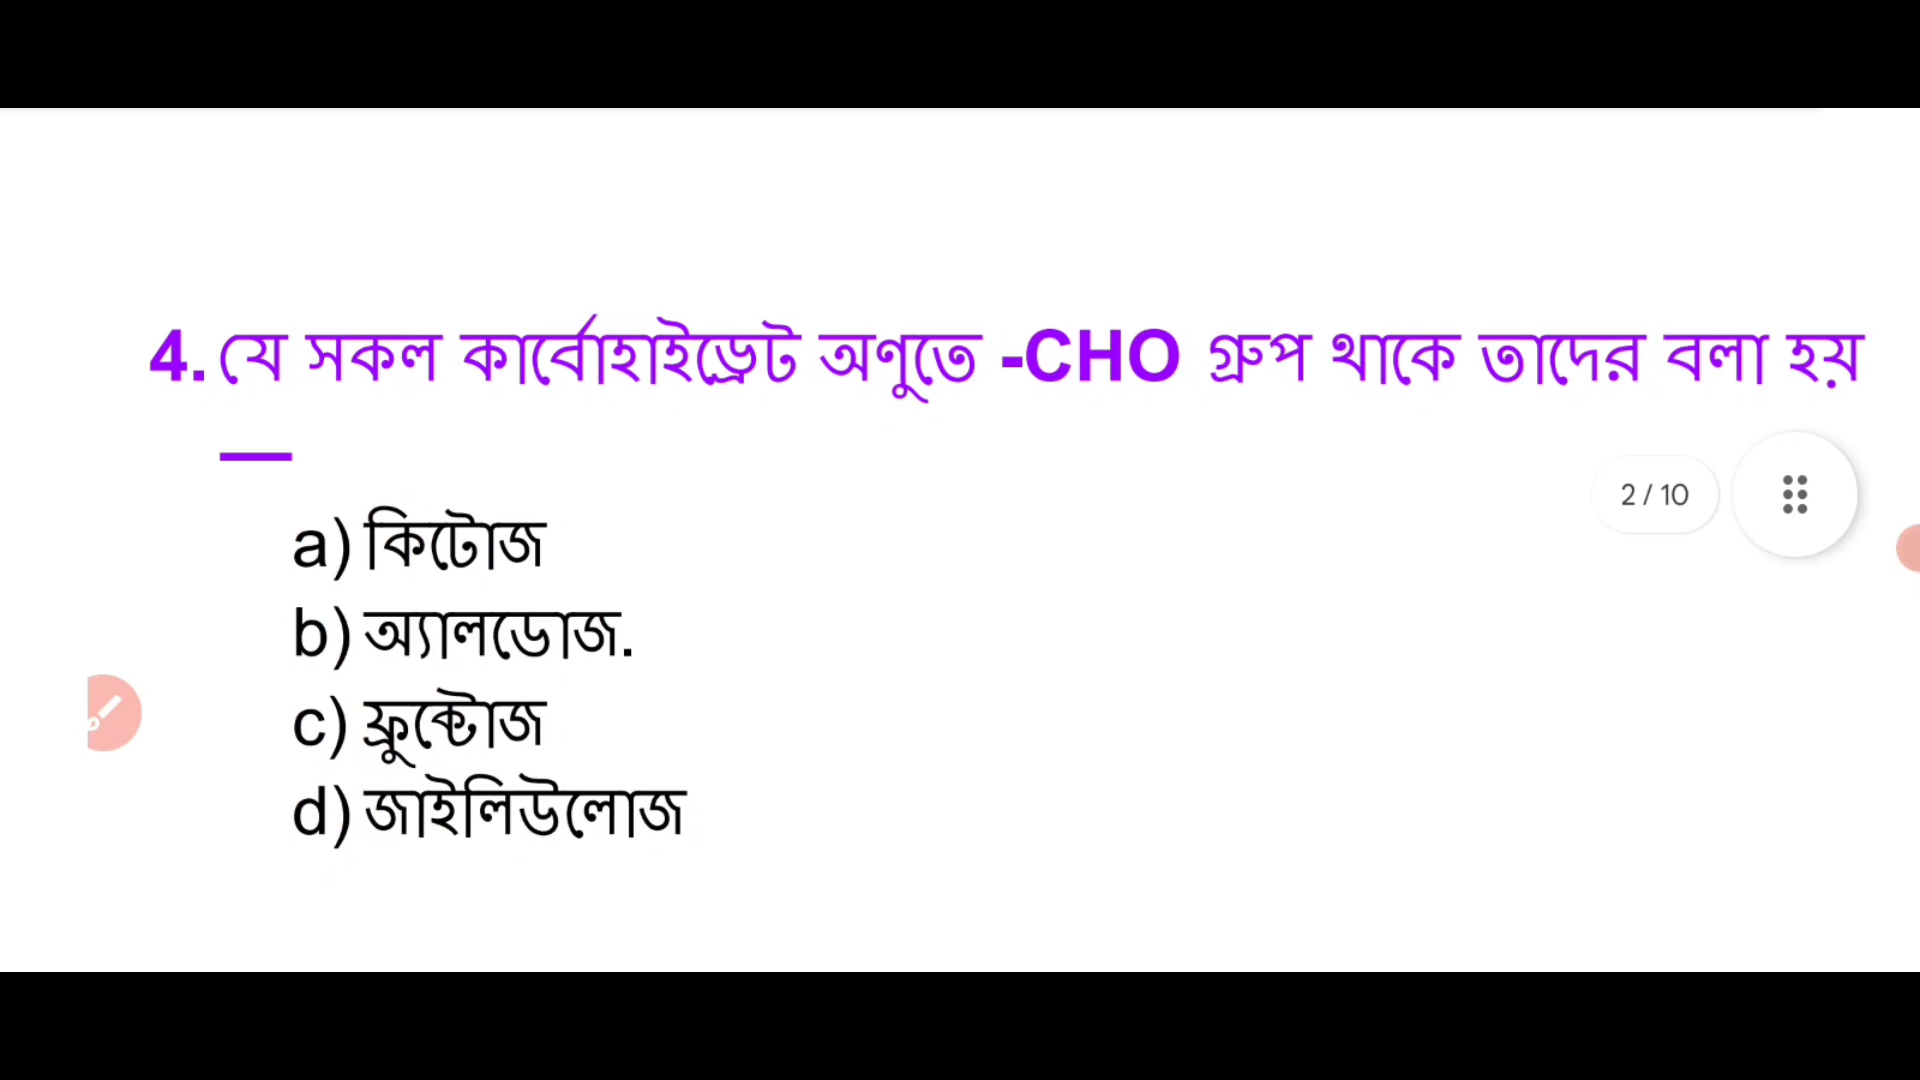 4. যে সকল কার্বোহাইড্রেট অণুতে -CHO গ্রুপ থাকে তাদের বলা হয়
—
2 / 10
a) কিটোজ
b) অ্যালডোজ.
c) ফ্রুক্টোজ
d) জাইলিউলোজ